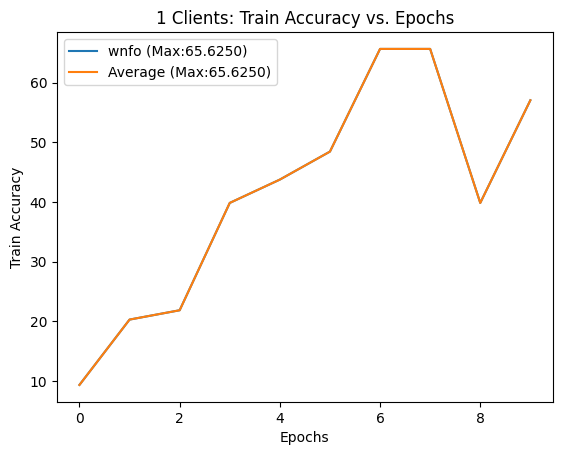 1 Clients: Train Accuracy vs. Epochs
wnfo (Max:65.6250)
Average (Max:65.6250)
Train Accuracy
60
50
40
30
20
10
0 2 4 6 8
Epochs